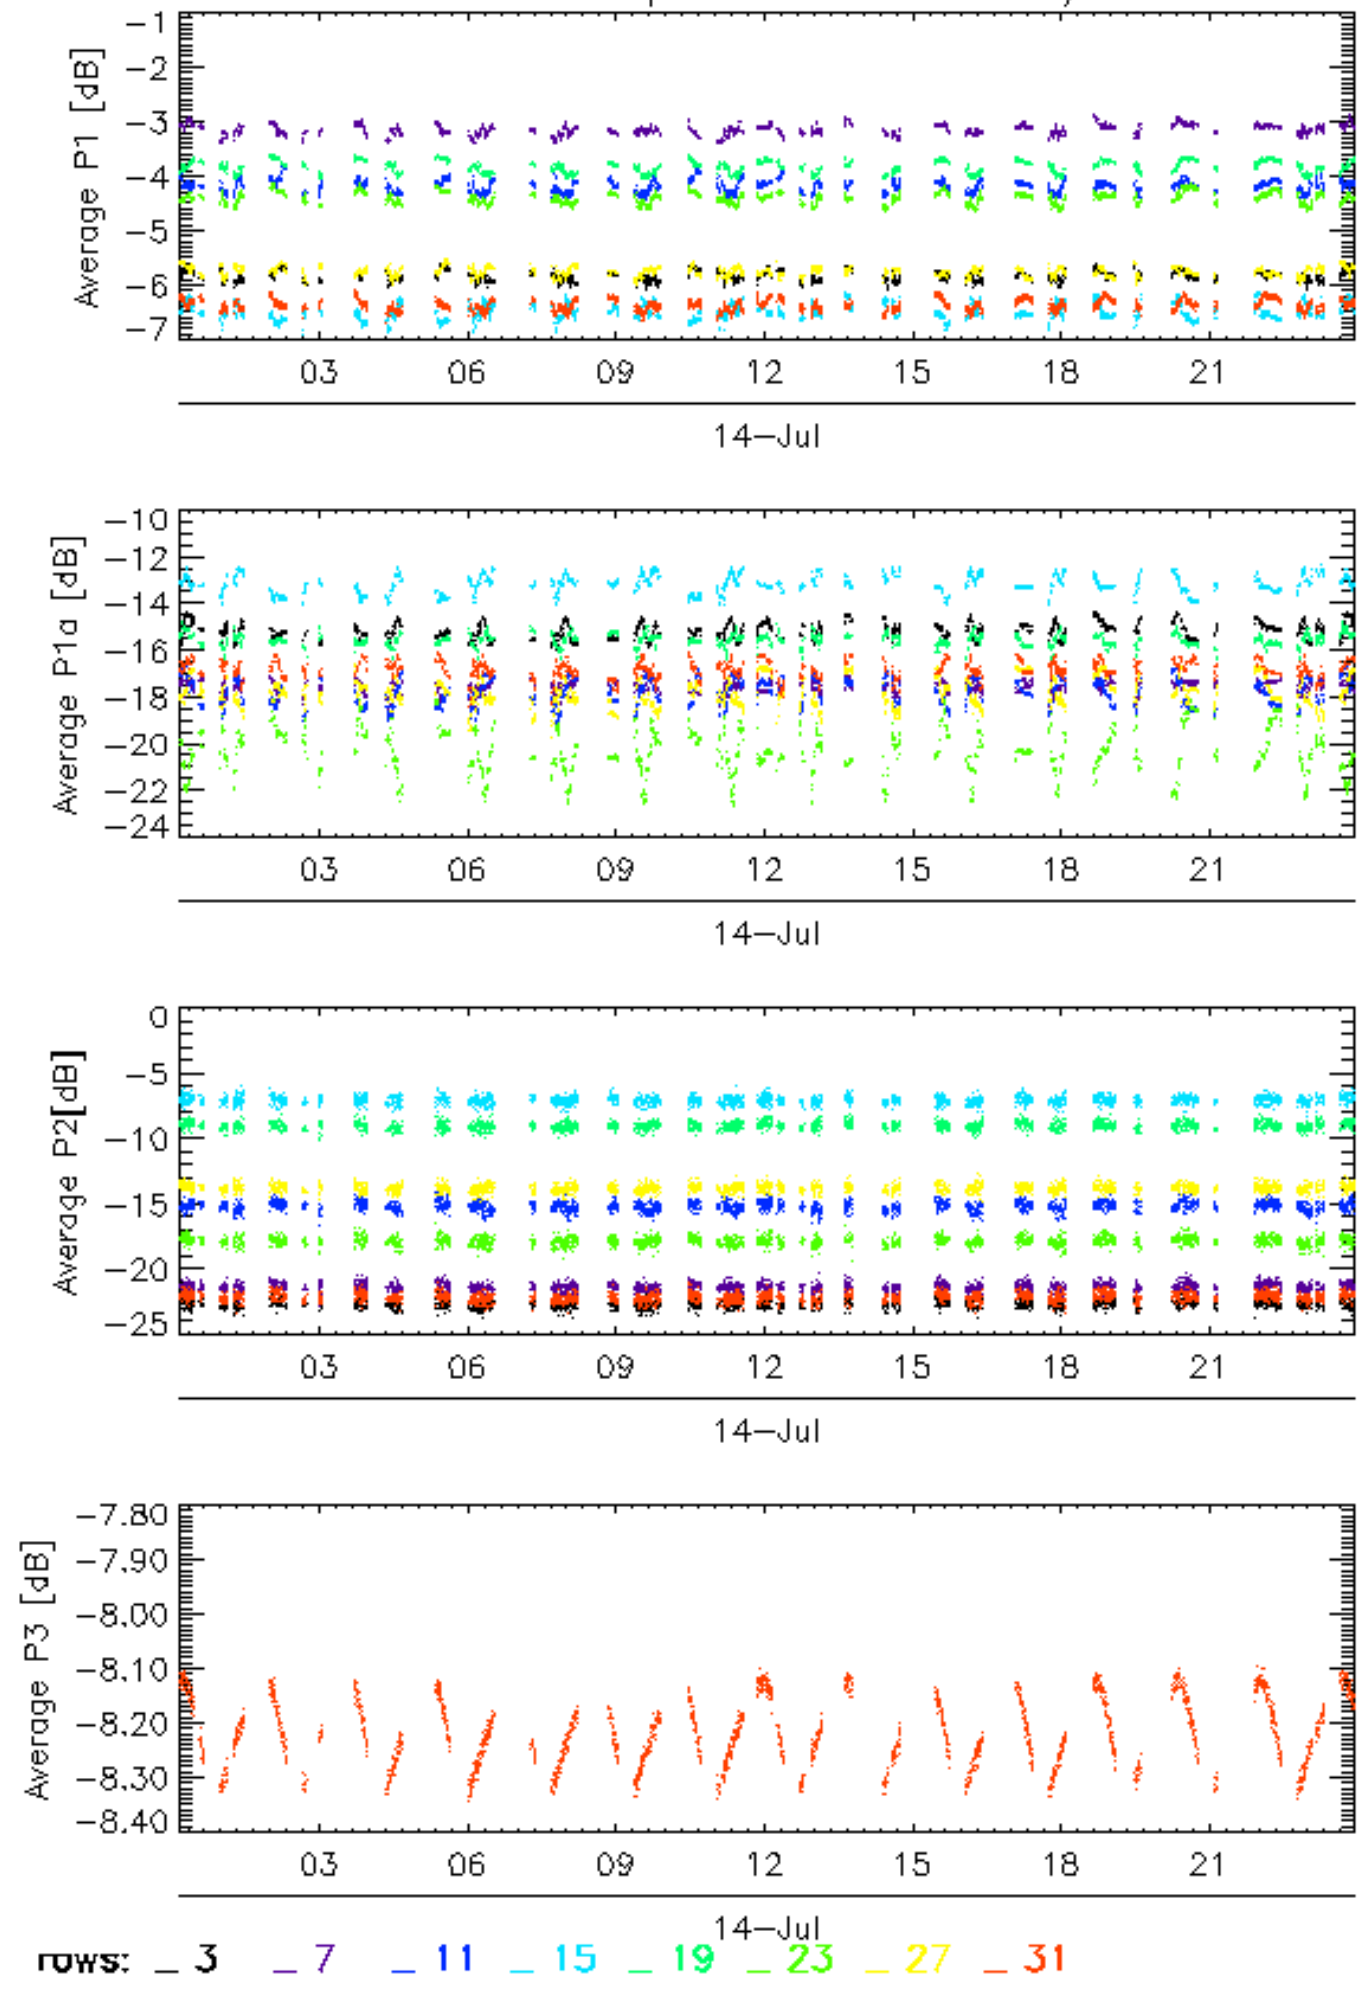 Average P1 [dB]
−1
−2
−3
−4
−5
−6
−7
03 06 09 12 15 18 21
14−Jul
Average P1a [dB]
−10
−12
−14
−16
−18
−20
−22
−24
03 06 09 12 15 18 21
14−Jul
Average P2[dB]
0
−5
−10
−15
−20
−25
03 06 09 12 15 18 21
14−Jul
Average P3 [dB]
−7.80
−7.90
−8.00
−8.10
−8.20
−8.30
−8.40
03 06 09 12 15 18 21
14−Jul
rows: _ 3 _ 7 _ 11 _ 15 _ 19 _ 23 _ 27 _ 31